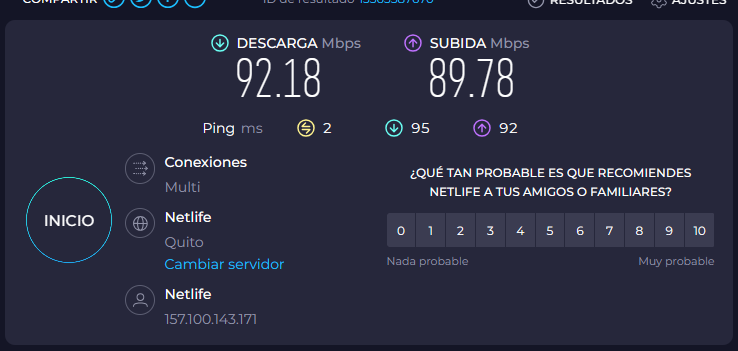 COMPARTIR
ID de resultado
RESULTADOS
AJUSTES
DESCARGA Mbps
92.18
SUBIDA Mbps
89.78
Ping ms 2 95 92
Conexiones
Multi
Netlife
Quito
Cambiar servidor
Netlife
157.100.143.171
INICIO
¿QUÉ TAN PROBABLE ES QUE RECOMIENDES
NETLIFE A TUS AMIGOS O FAMILIARES?
0 1 2 3 4 5 6 7 8 9 10
Nada probable Muy probable